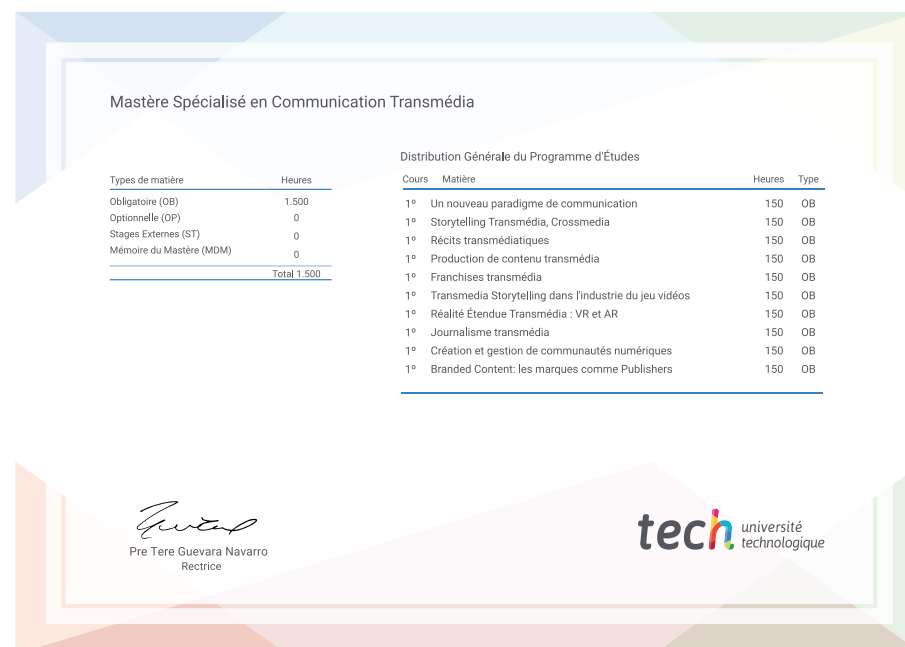 Mastère Spécialisé en Communication Transmédia
Types de matière Heures
Obligatoire (OB) 1.500
Optionnelle (OP) 0
Stages Externes (ST) 0
Mémoire du Mastère (MDM) 0
Total 1.500
Distribution Générale du Programme d'Études
Cours Matière Heures Type
1º Un nouveau paradigme de communication 150 OB
1º Storytelling Transmédia, Crossmedia 150 OB
1º Récits transmédiatiques 150 OB
1º Production de contenu transmédia 150 OB
1º Franchises transmédia 150 OB
1º Transmedia Storytelling dans l'industrie du jeu vidéos 150 OB
1º Réalité Étendue Transmédia : VR et AR 150 OB
1º Journalisme transmédia 150 OB
1º Création et gestion de communautés numériques 150 OB
1º Branded Content: les marques comme Publishers 150 OB
Pre Tere Guevara Navarro
Rectrice
tech université
technologique